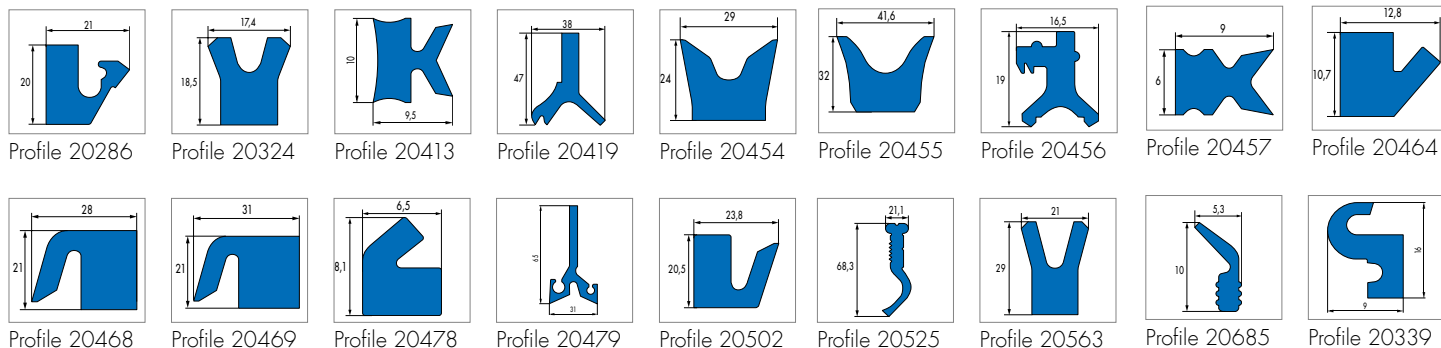 21
20
Profile 20286
17,4
18,5
Profile 20324
10
9,5
Profile 20413
38
47
Profile 20419
29
24
Profile 20454
41,6
32
Profile 20455
16,5
19
Profile 20456
9
6
Profile 20457
12,8
10,7
Profile 20464
28
21
Profile 20468
31
21
Profile 20469
6,5
8,1
Profile 20478
65
31
Profile 20479
23,8
20,5
Profile 20502
21,1
68,3
Profile 20525
21
29
Profile 20563
5,3
10
Profile 20685
16
9
Profile 20339